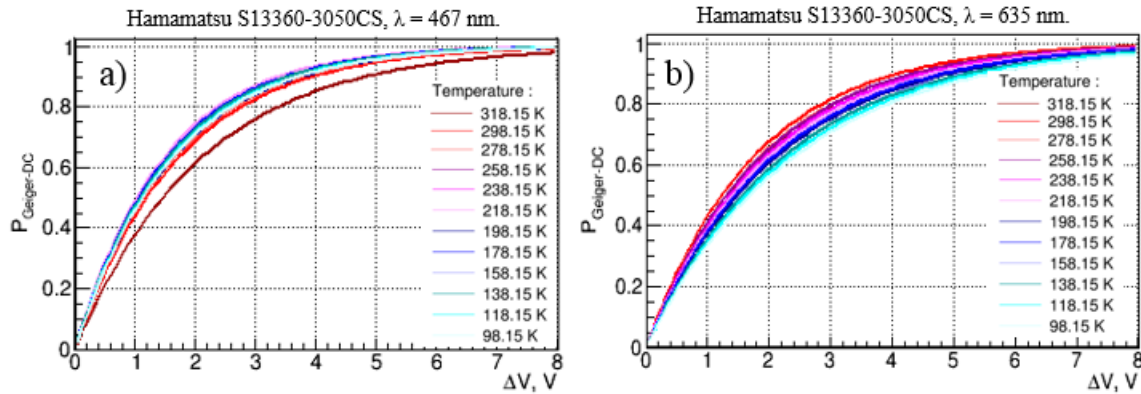 Hamamatsu S13360-3050CS, λ = 467 nm.
a)
P Geiger-DC
1
0.8
0.6
0.4
0.2
0
0 1 2 3 4 5 6 7 8
ΔV, V
Temperature :
318.15 K
298.15 K
278.15 K
258.15 K
238.15 K
218.15 K
198.15 K
178.15 K
158.15 K
138.15 K
118.15 K
98.15 K
Hamamatsu S13360-3050CS, λ = 635 nm.
b)
P Geiger-DC
1
0.8
0.6
0.4
0.2
0
0 1 2 3 4 5 6 7 8
ΔV, V
Temperature :
318.15 K
298.15 K
278.15 K
258.15 K
238.15 K
218.15 K
198.15 K
178.15 K
158.15 K
138.15 K
118.15 K
98.15 K